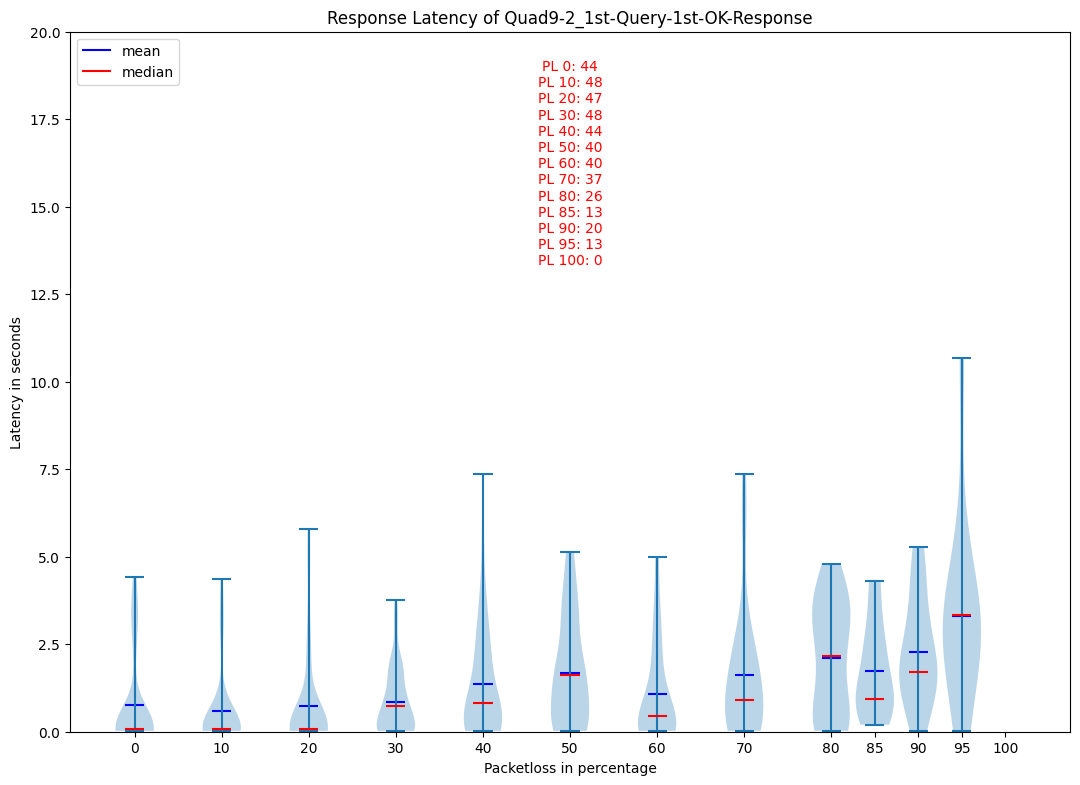 Response Latency of Quad9-2_1st-Query-1st-OK-Response
mean
median
PL 0: 44
PL 10: 48
PL 20: 47
PL 30: 48
PL 40: 44
PL 50: 40
PL 60: 40
PL 70: 37
PL 80: 26
PL 85: 13
PL 90: 20
PL 95: 13
PL 100: 0
Latency in seconds
20.0
17.5
15.0
12.5
10.0
7.5
5.0
2.5
0.0
0 10 20 30 40 50 60 70 80 85 90 95 100
Packetloss in percentage